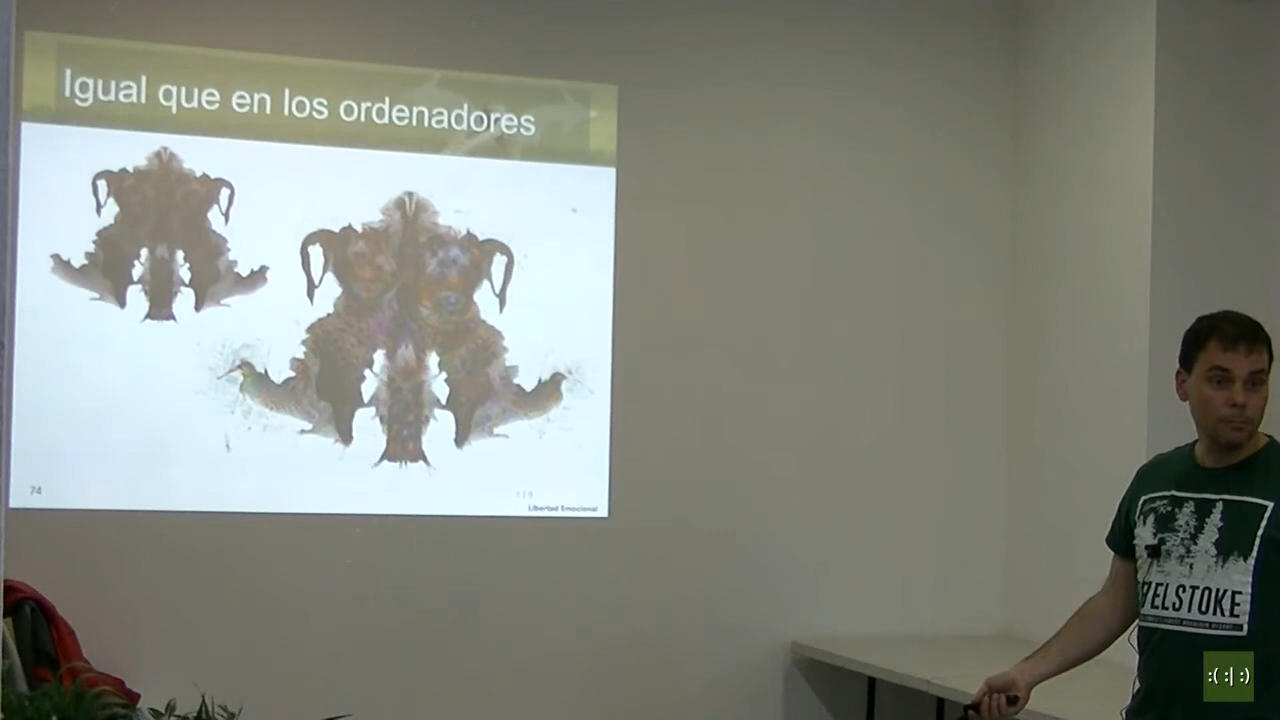 Igual que en los ordenadores
74
Libertad Emocional
ELSTOKE
:( :| :)